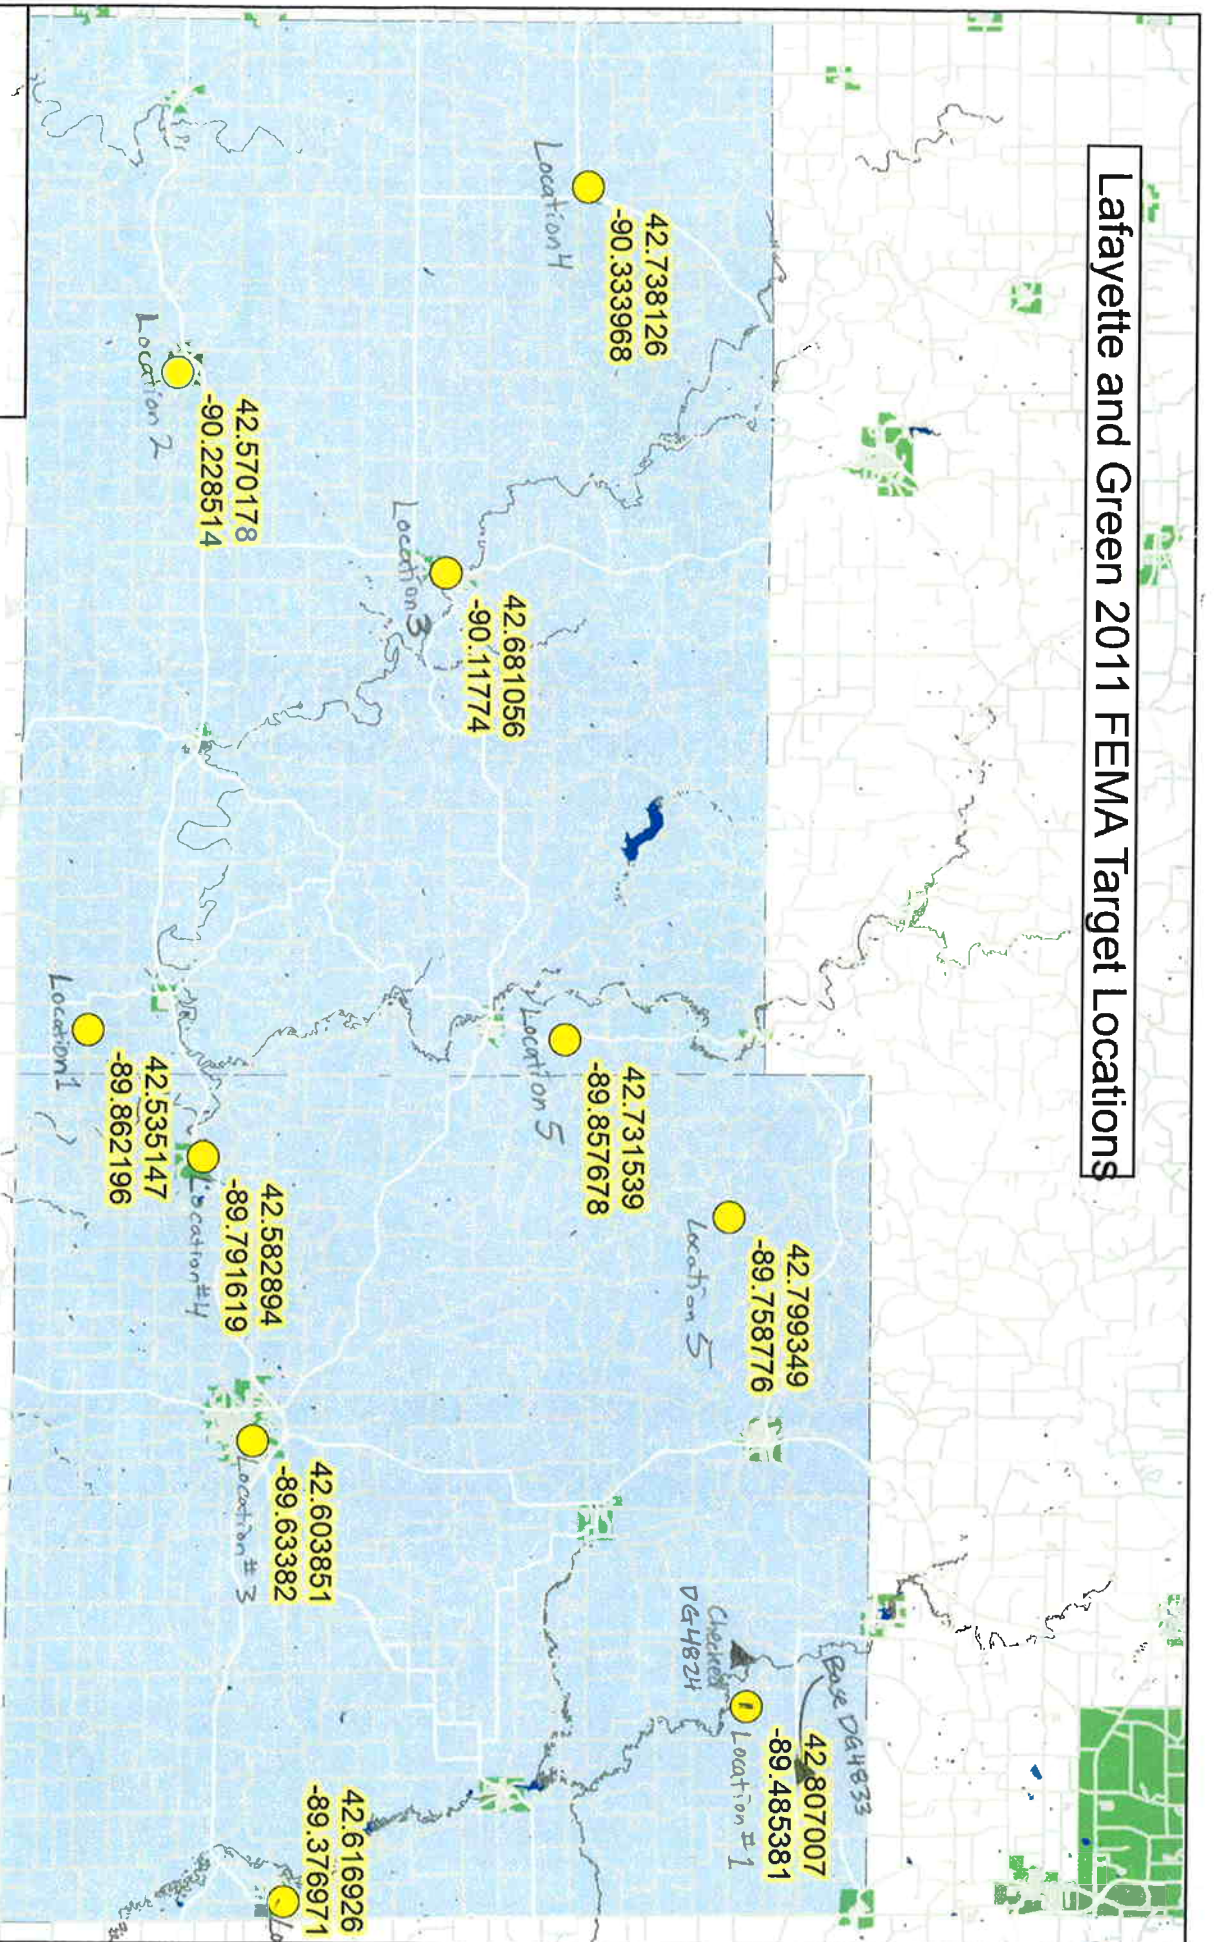 Lafayette and Green 2011 FEMA Target Locations
42.738126
-90.333968
Location 4
42.570178
-90.228514
Location 2
42.681056
-90.11774
Location 3
42.731539
-89.857678
Location 5
42.535147
-89.862196
Location 1
42.799349
-89.758776
Location 5
42.582894
-89.791619
Location #4
42.603851
-89.63382
Location # 3
Base DG4833
42.807007
-89.485381
Location #1
Checked
DG4824
42.616926
-89.376971
Lo